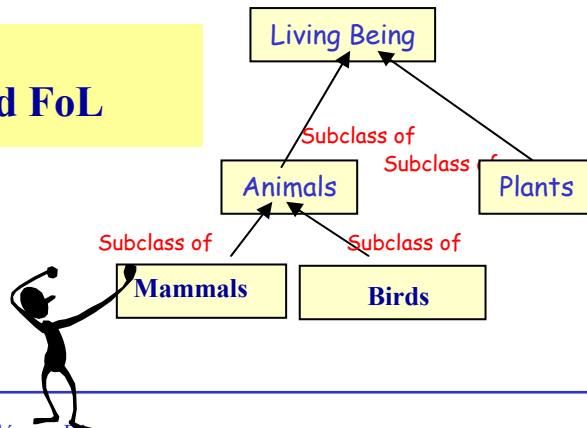 Living Being
d FoL
Subclass of
Subclass
Animals
Plants
Subclass of
Subclass of
Mammals
Birds